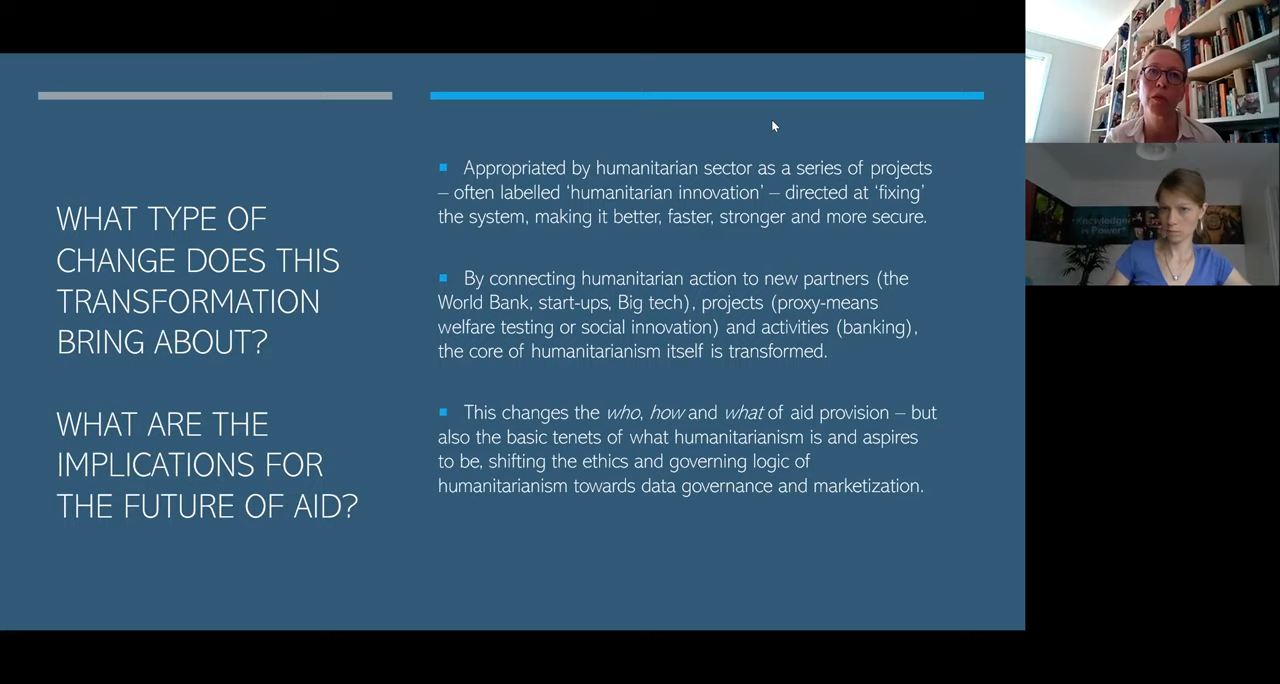 WHAT TYPE OF
CHANGE DOES THIS
TRANSFORMATION
BRING ABOUT?
WHAT ARE THE
IMPLICATIONS FOR
THE FUTURE OF AID?
▪ Appropriated by humanitarian sector as a series of projects
– often labelled ‘humanitarian innovation’ – directed at ‘fixing’
the system, making it better, faster, stronger and more secure.
▪ By connecting humanitarian action to new partners (the
World Bank, start-ups, Big tech), projects (proxy-means
welfare testing or social innovation) and activities (banking),
the core of humanitarianism itself is transformed.
▪ This changes the who, how and what of aid provision – but
also the basic tenets of what humanitarianism is and aspires
to be, shifting the ethics and governing logic of
humanitarianism towards data governance and marketization.
"Knowledge
is Power"